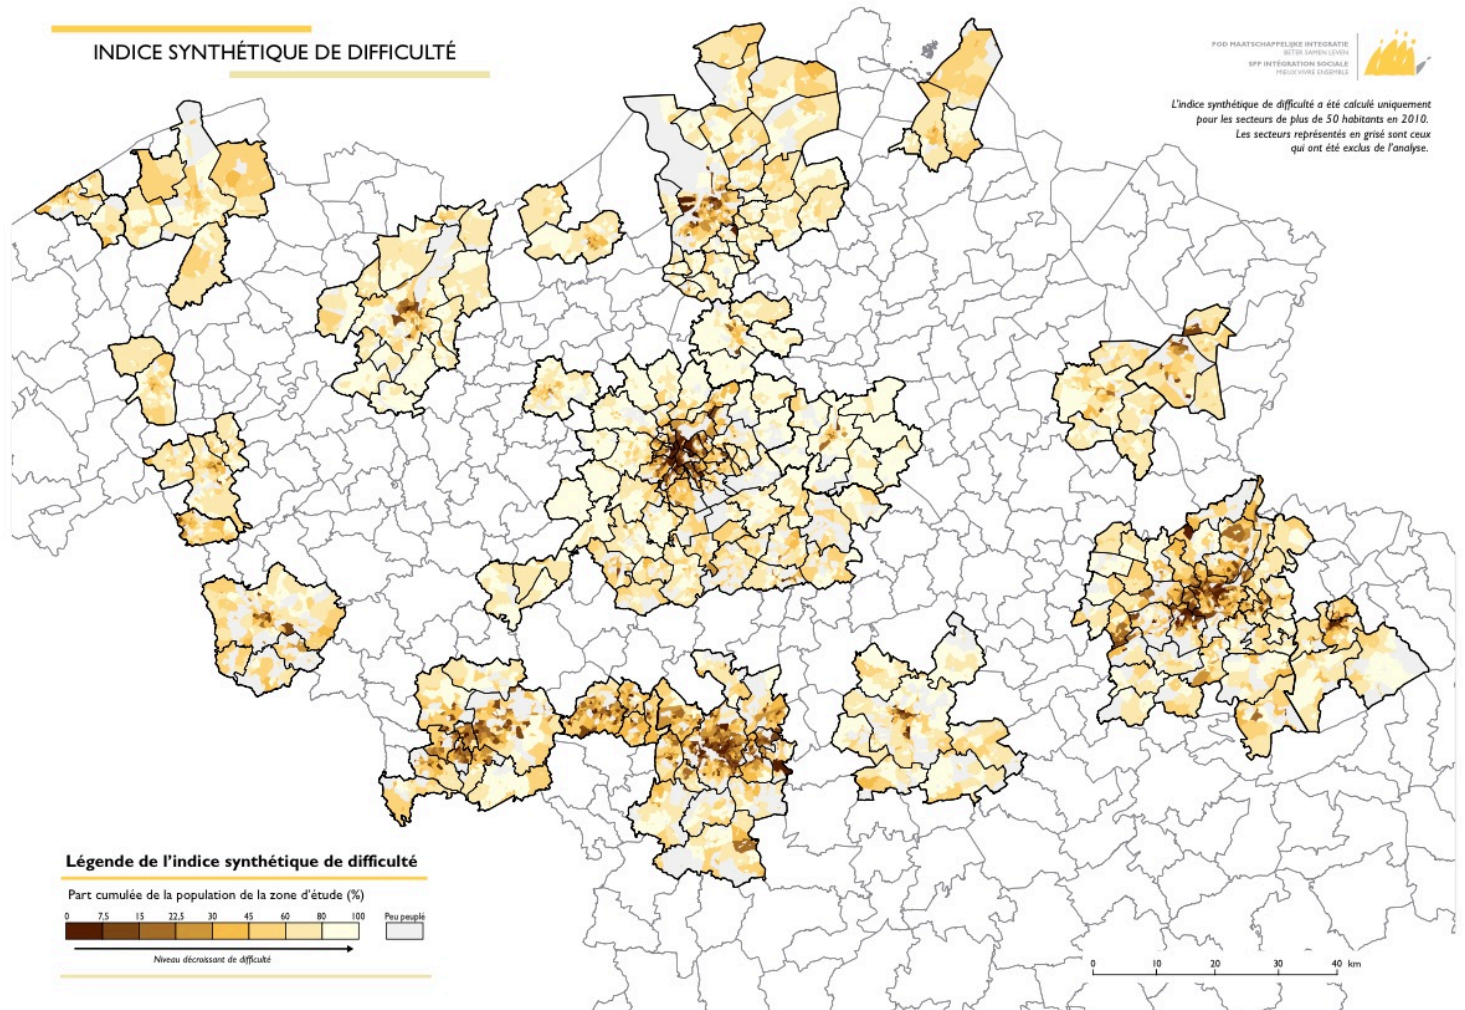 INDICE SYNTHÉTIQUE DE DIFFICULTÉ
POD MAATSCHAPPELIJKE INTEGRATIE
BETER SAMEN LEVEN
SPP INTÉGRATION SOCIALE
MIEUX VIVRE ENSEMBLE
L'indice synthétique de difficulté a été calculé uniquement
pour les secteurs de plus de 50 habitants en 2010.
Les secteurs représentés en grisé sont ceux
qui ont été exclus de l'analyse.
Légende de l'indice synthétique de difficulté
Part cumulée de la population de la zone d'étude (%)
0 7,5 15 22,5 30 45 60 80 100 Peu peuplé
Niveau décroissant de difficulté
0 10 20 30 40 km